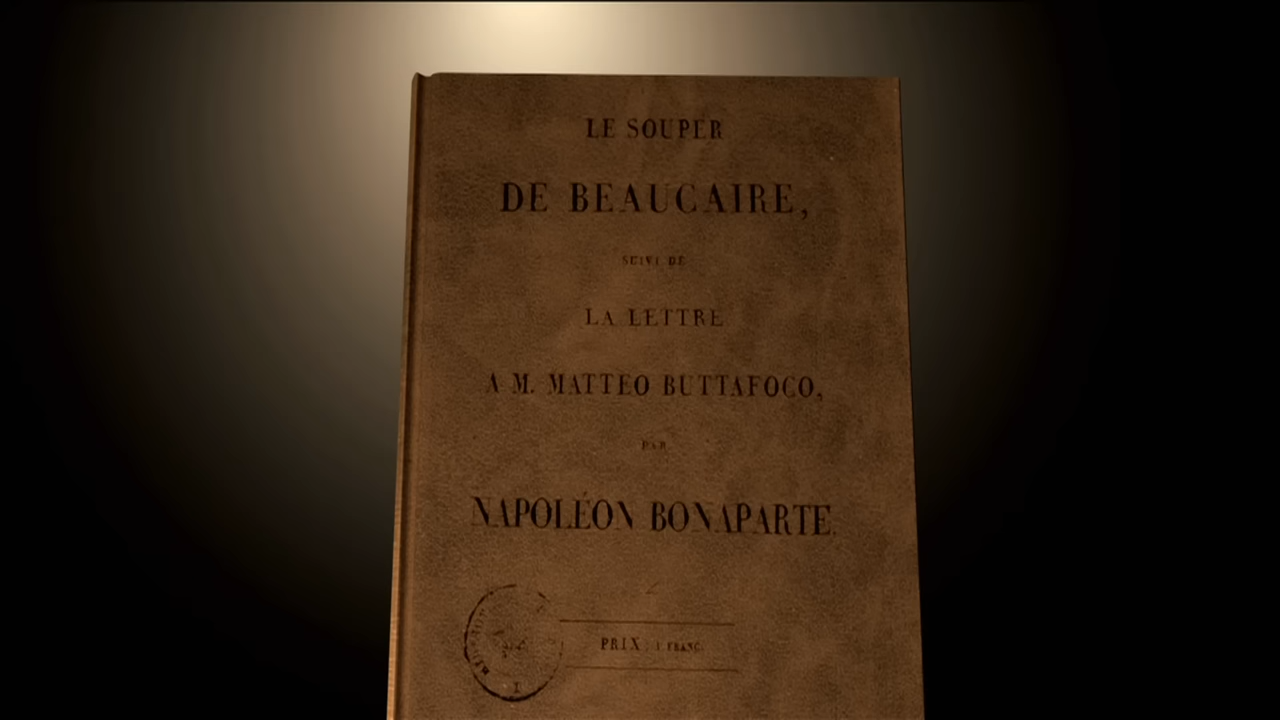 LE SOUPER
DE BEAUCAIRE,
SUIVI DE
LA LETTRE
A M. MATTEO BUTTAFOCO,
PAR
NAPOLÉON BONAPARTE.
PRIX : 1 FRANC.